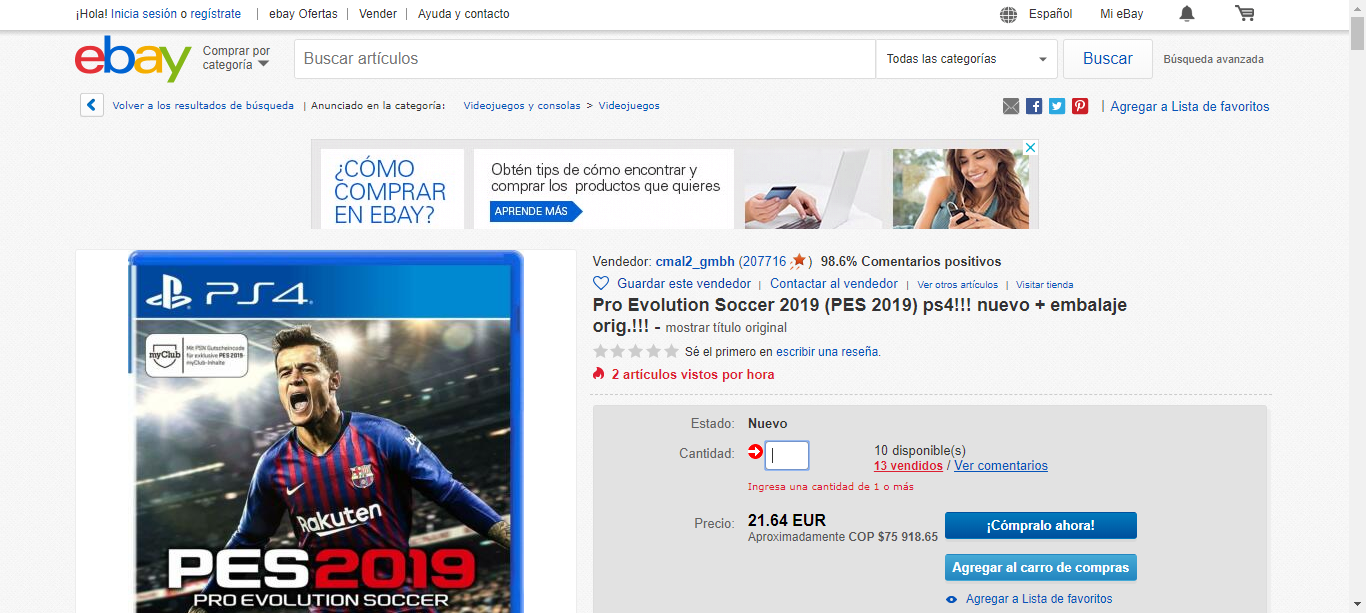 ¡Hola! Inicia sesión o regístrate | ebay Ofertas | Vender | Ayuda y contacto Español Mi eBay
ebay Comprar por categoría Buscar artículos Todas las categorías Buscar Búsqueda avanzada
Volver a los resultados de búsqueda | Anunciado en la categoría: Videojuegos y consolas > Videojuegos | Agregar a Lista de favoritos
¿CÓMO
COMPRAR
EN EBAY?
Obtén tips de cómo encontrar y
comprar los productos que quieres
APRENDE MÁS
PS4
myClub
Mit PSN Gutscheincode
für exklusive PES 2019
myClub-Inhalte
Rakuten
PES2019
PRO EVOLUTION SOCCER
Vendedor: cmal2_gmbh (207716 ) 98.6% Comentarios positivos
Guardar este vendedor | Contactar al vendedor | Ver otros artículos | Visitar tienda
Pro Evolution Soccer 2019 (PES 2019) ps4!!! nuevo + embalaje
orig.!!! - mostrar título original
Sé el primero en escribir una reseña.
2 artículos vistos por hora
Estado: Nuevo
Cantidad: 10 disponible(s)
13 vendidos / Ver comentarios
Ingresa una cantidad de 1 o más
Precio: 21.64 EUR ¡Cómpralo ahora!
Aproximadamente COP $75 918.65
Agregar al carro de compras
Agregar a Lista de favoritos